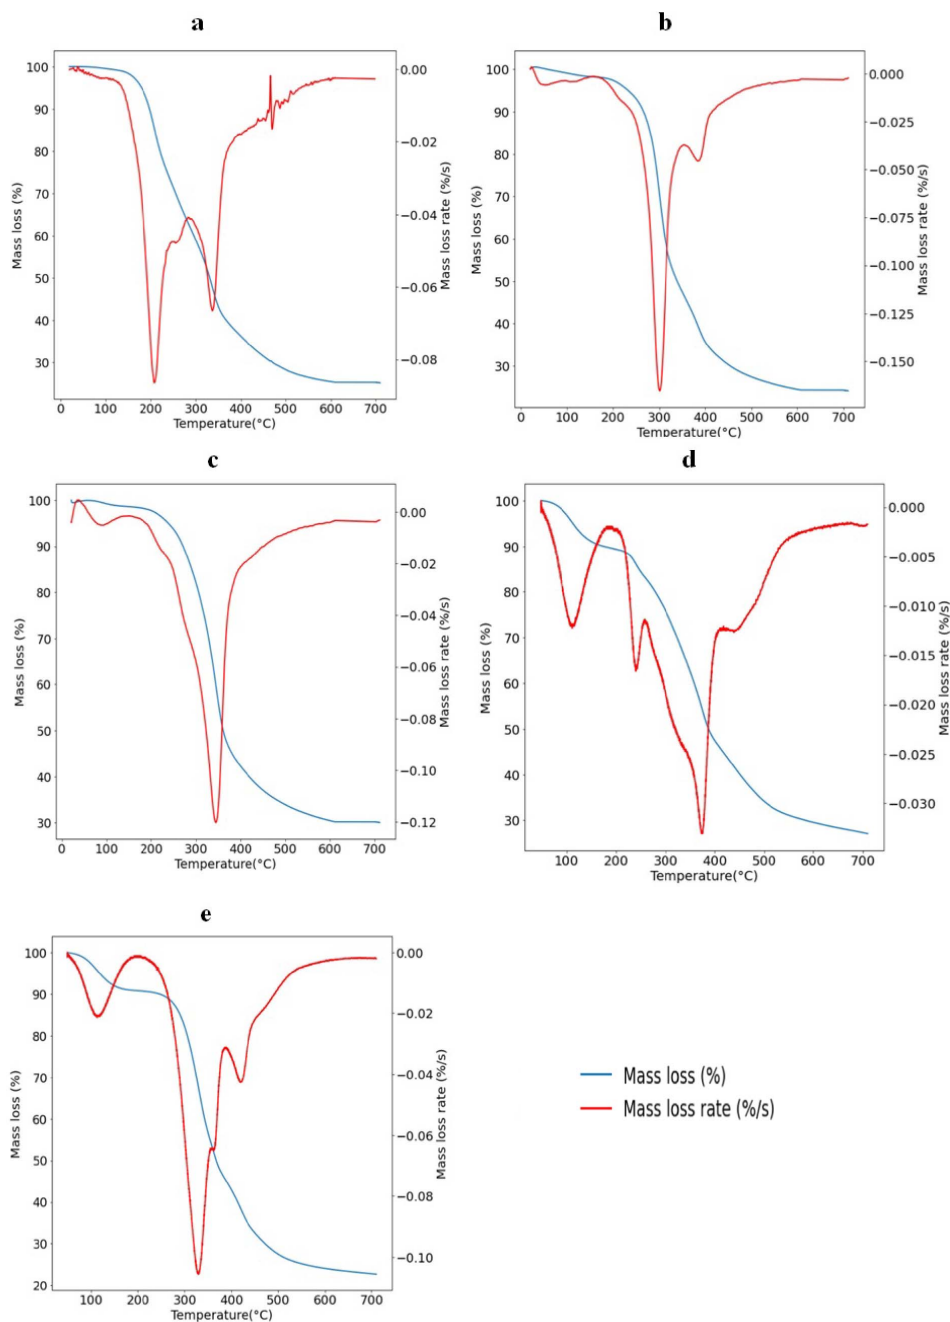 a
100
90
80
70
60
50
40
30
0 100 200 300 400 500 600 700
0.00
−0.02
−0.04
−0.06
−0.08
Mass loss (%)
Mass loss rate (%/s)
Temperature(°C)
b
100
90
80
70
60
50
40
30
0 100 200 300 400 500 600 700
0.000
−0.025
−0.050
−0.075
−0.100
−0.125
−0.150
Mass loss (%)
Mass loss rate (%/s)
Temperature(°C)
c
100
90
80
70
60
50
40
30
0 100 200 300 400 500 600 700
0.00
−0.02
−0.04
−0.06
−0.08
−0.10
−0.12
Mass loss (%)
Mass loss rate (%/s)
Temperature(°C)
d
100
90
80
70
60
50
40
30
100 200 300 400 500 600 700
0.000
−0.005
−0.010
−0.015
−0.020
−0.025
−0.030
Mass loss (%)
Mass loss rate (%/s)
Temperature(°C)
e
100
90
80
70
60
50
40
30
20
100 200 300 400 500 600 700
0.00
−0.02
−0.04
−0.06
−0.08
−0.10
Mass loss (%)
Mass loss rate (%/s)
Temperature(°C)
Mass loss (%)
Mass loss rate (%/s)